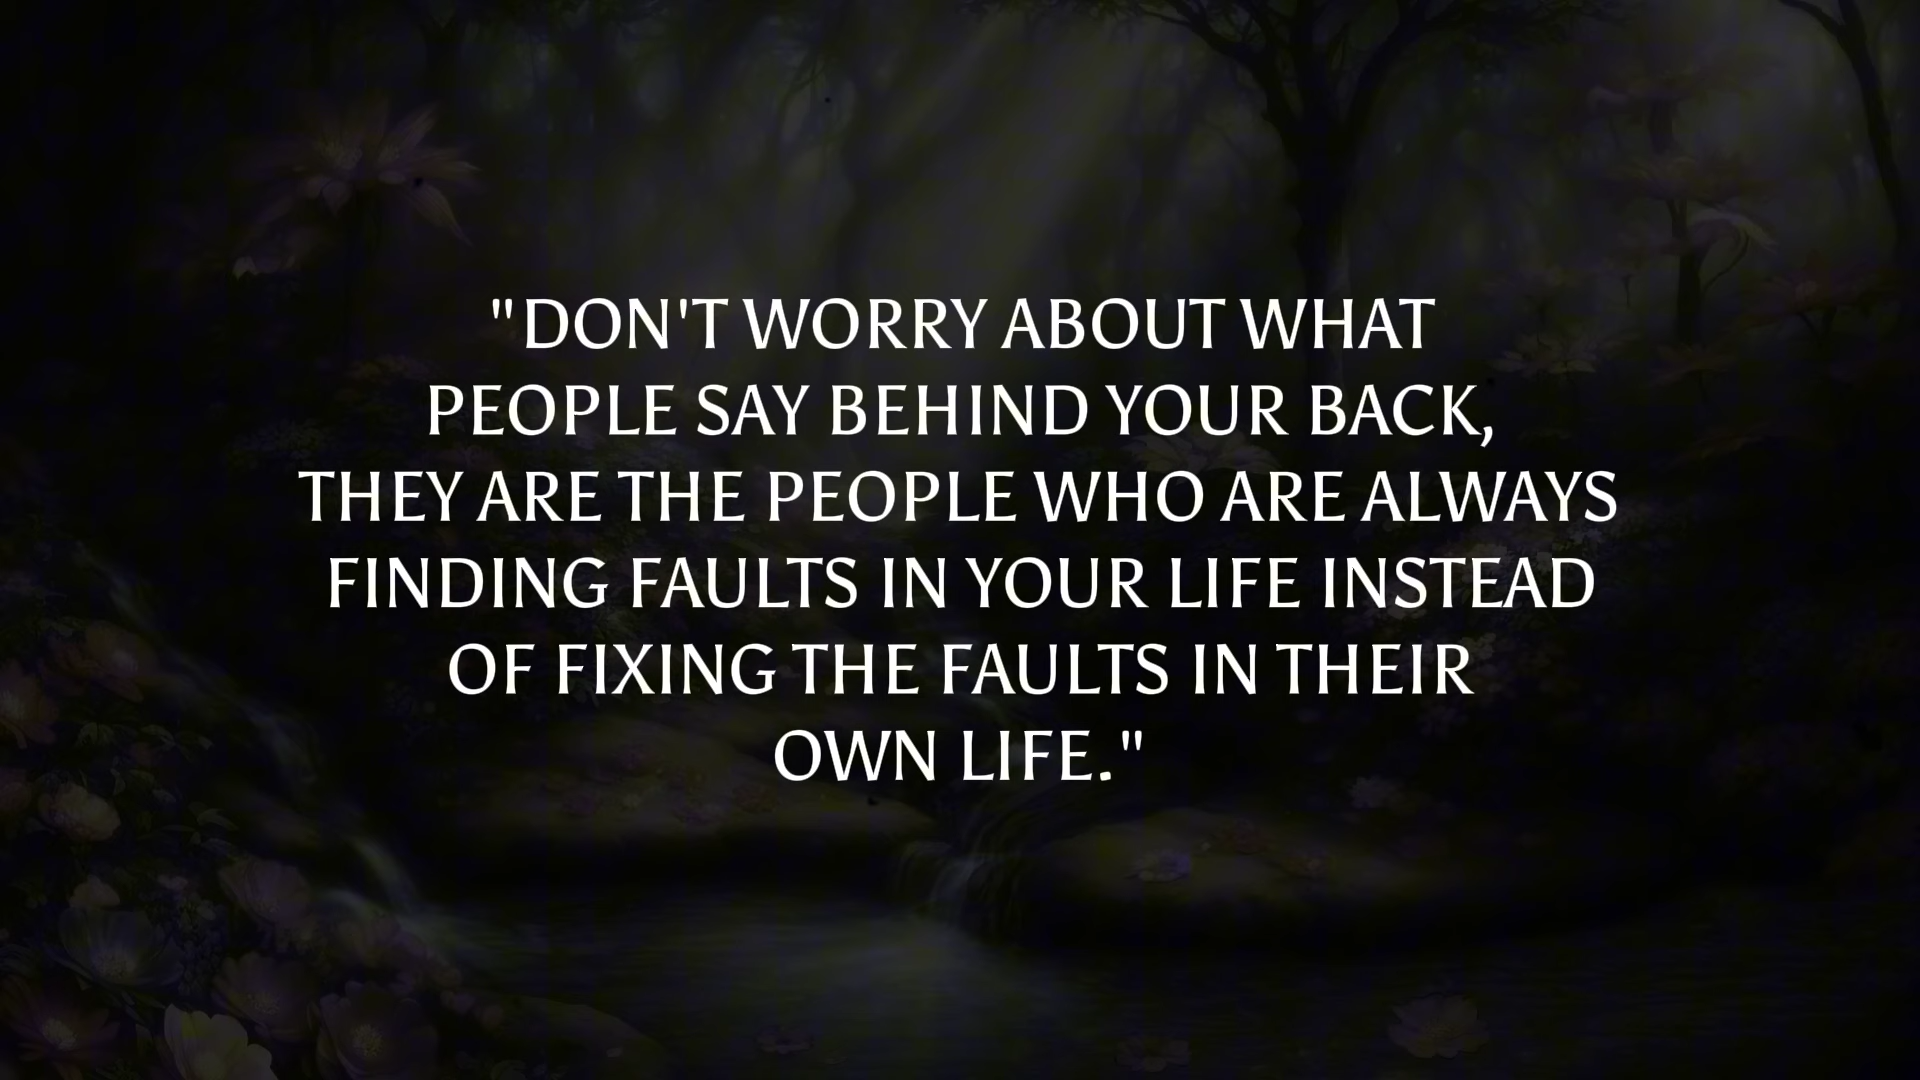 "DON'T WORRY ABOUT WHAT
PEOPLE SAY BEHIND YOUR BACK,
THEY ARE THE PEOPLE WHO ARE ALWAYS
FINDING FAULTS IN YOUR LIFE INSTEAD
OF FIXING THE FAULTS IN THEIR
OWN LIFE."